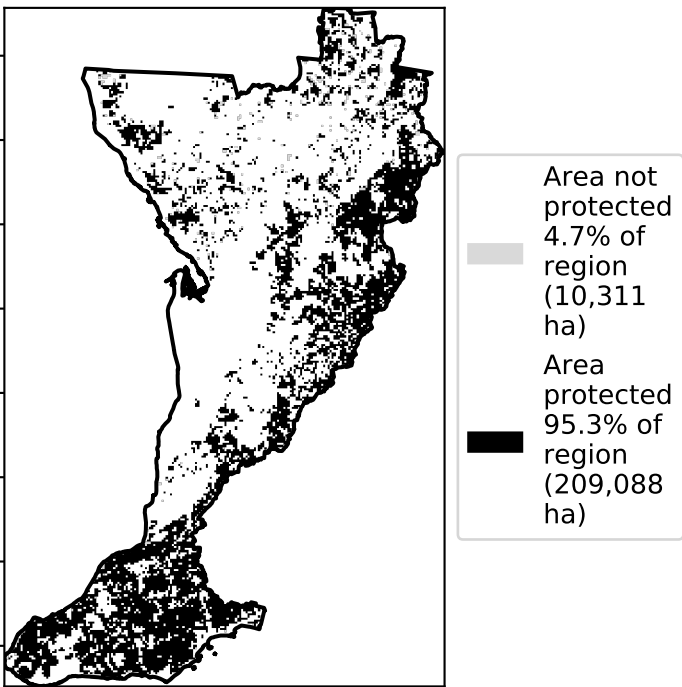 Area not
protected
4.7% of
region
(10,311
ha)
Area
protected
95.3% of
region
(209,088
ha)